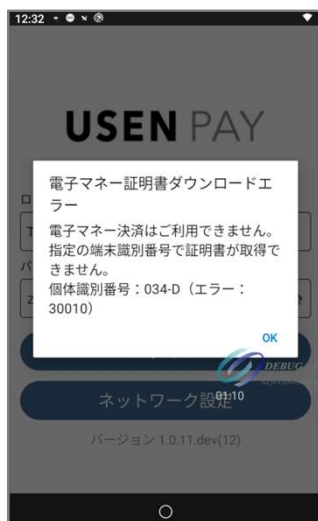 12:32
USEN PAY
電子マネー証明書ダウンロードエ
ラー
電子マネー決済はご利用できません。
指定の端末識別番号で証明書が取得で
きません。
個体識別番号：034-D（エラー：
30010）
OK
DEBUG
ネットワーク設定
01:10
バージョン 1.0.11.dev(12)